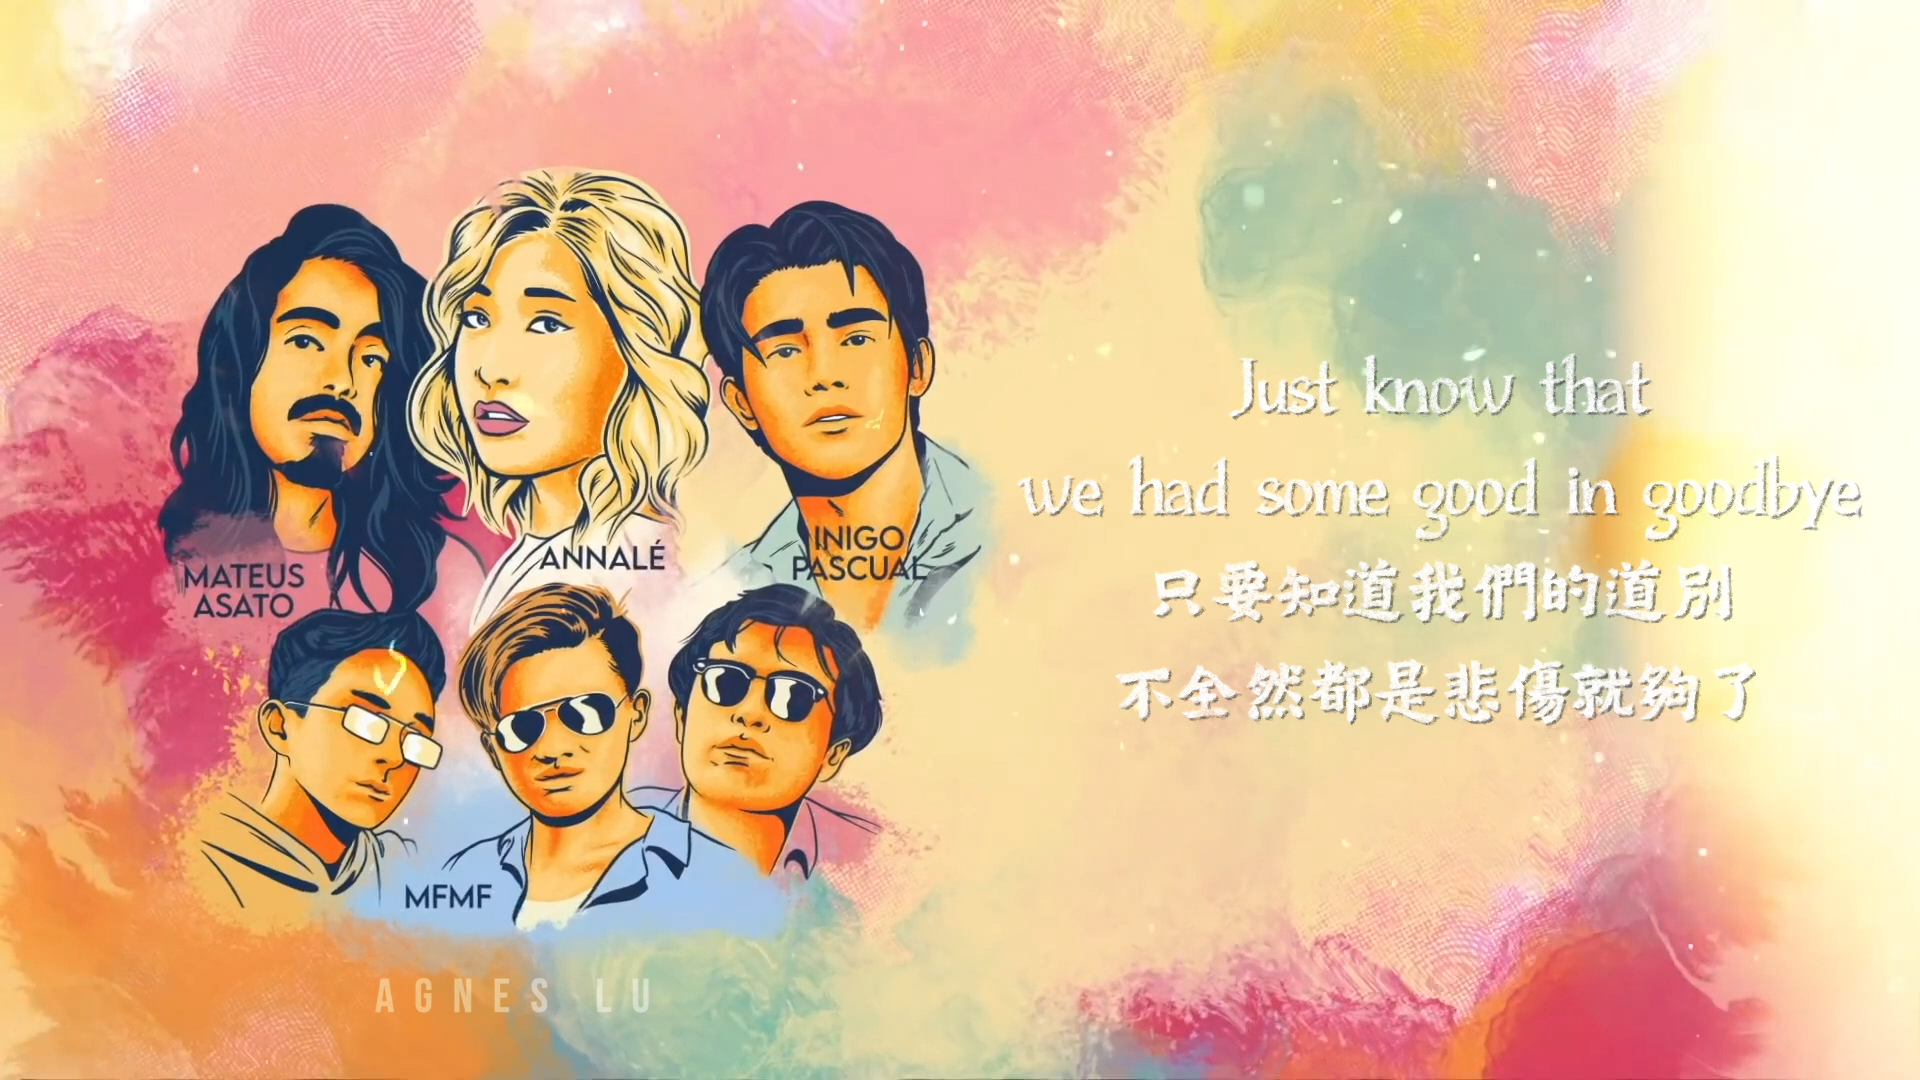 MATEUS
ASATO
ANNALÉ
INIGO
PASCUAL
MFMF
AGNES LU
Just know that
we had some good in goodbye
只要知道我們的道別
不全然都是悲傷就夠了